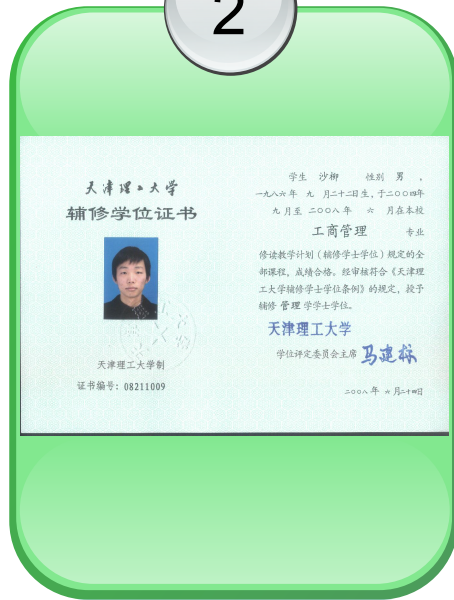 2
天津理工大学
辅修学位证书
天津理工大学制
证书编号：08211009
学生 沙柳 性别 男 ，
一九八六年 九 月二十二日生，于二〇〇四年
九 月至 二〇〇八 年 六 月在本校
工商管理 专业
修读教学计划（辅修学士学位）规定的全
部课程，成绩合格，经审核符合《天津理
工大学辅修学士学位条例》的规定，授予
辅修 管理 学学士学位。
天津理工大学
学位评定委员会主席 马建标
二〇〇八 年 六 月二十四日